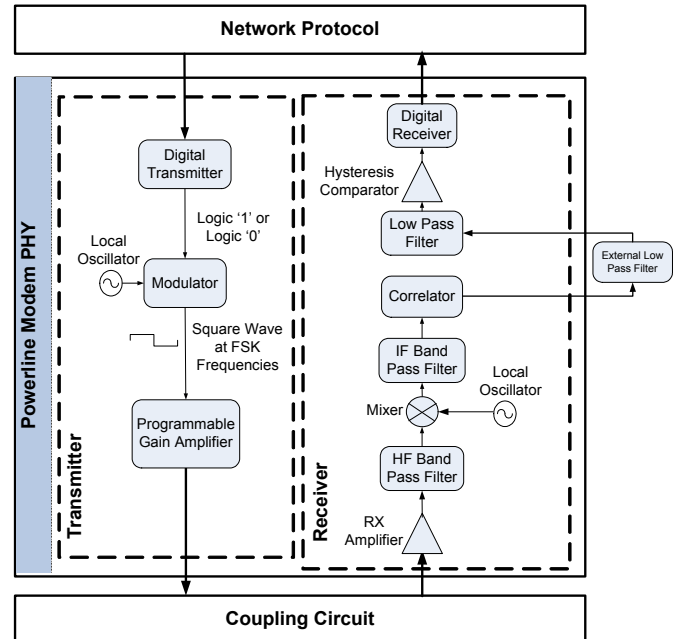 Network Protocol
Powerline Modem PHY
Transmitter
Digital
Transmitter
Logic ‘1’ or
Logic ‘0’
Local
Oscillator
Modulator
Square Wave
at FSK
Frequencies
Programmable
Gain Amplifier
Receiver
Digital
Receiver
Hysteresis
Comparator
Low Pass
Filter
External Low
Pass Filter
Correlator
IF Band
Pass Filter
Local
Oscillator
Mixer
HF Band
Pass Filter
RX
Amplifier
Coupling Circuit